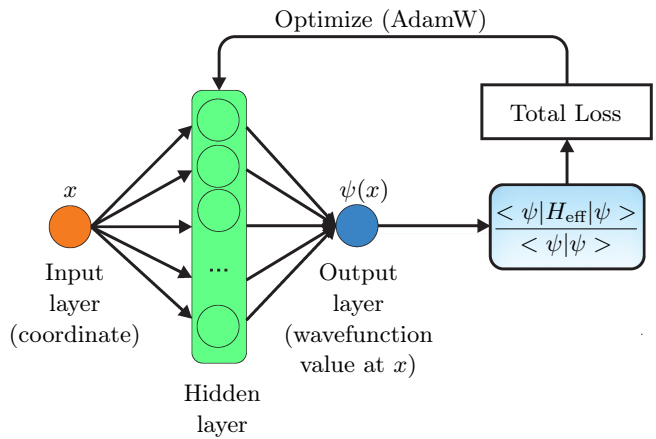 Optimize (AdamW)
Total Loss
x
ψ(x)
< ψ|H_eff|ψ >
< ψ|ψ >
...
Input
layer
(coordinate)
Output
layer
(wavefunction
value at x)
Hidden
layer